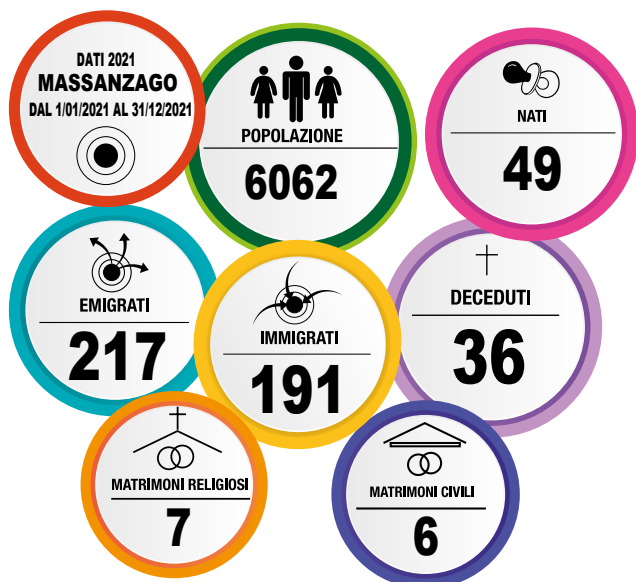 DATI 2021
MASSANZAGO
DAL 1/01/2021 AL 31/12/2021
POPOLAZIONE
6062
NATI
49
EMIGRATI
217
IMMIGRATI
191
DECEDUTI
36
MATRIMONI RELIGIOSI
7
MATRIMONI CIVILI
6